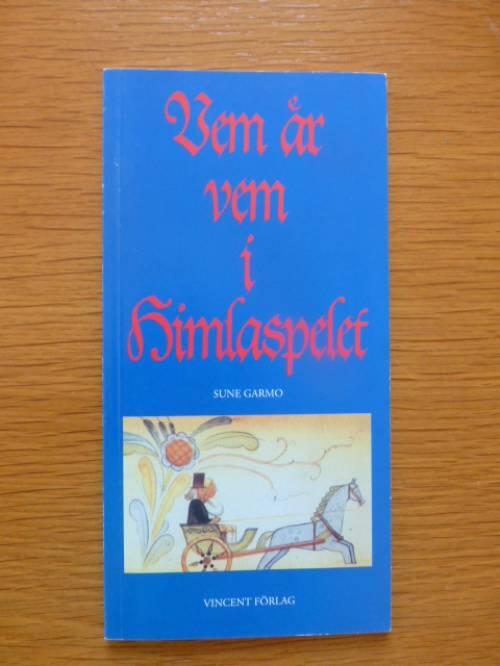 Vem är
vem
i
Himlaspelet
SUNE GARMO
VINCENT FÖRLAG